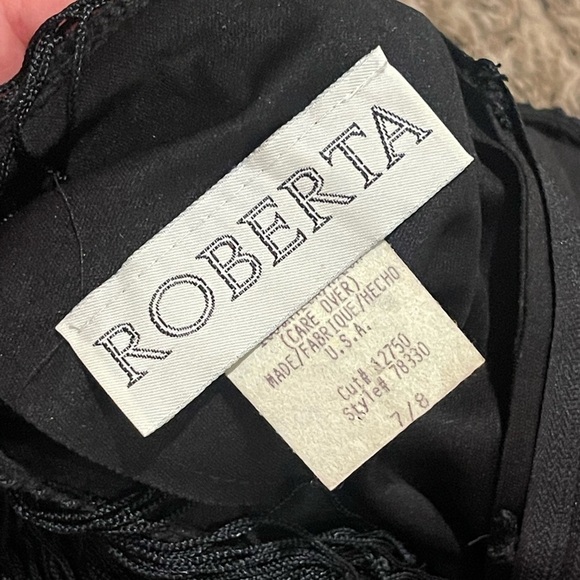 ROBERTA
(CARE OVER)
MADE/FABRIQUE/HECHO
U.S.A.
Cut# 12750
Style# 78330
7/8